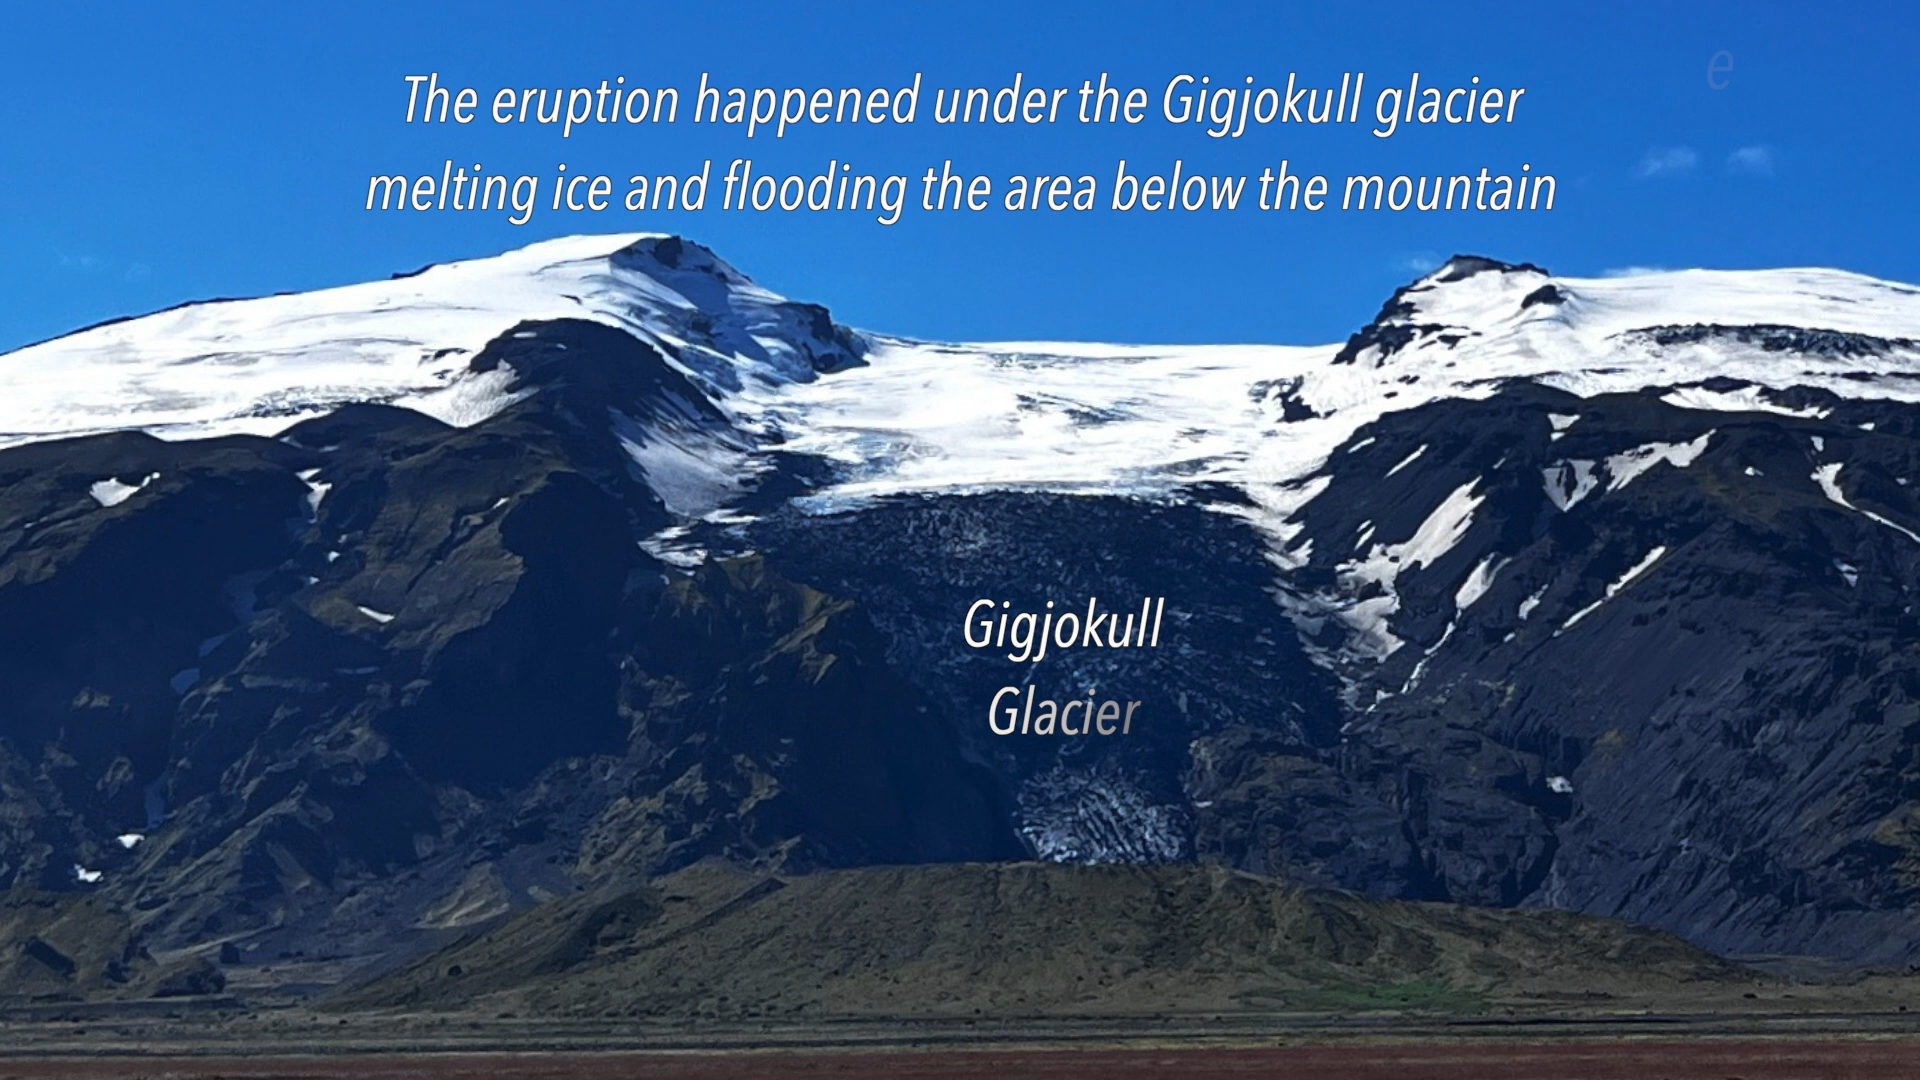 The eruption happened under the Gigjokull glacier
melting ice and flooding the area below the mountain
e
Gigjokull
Glacier